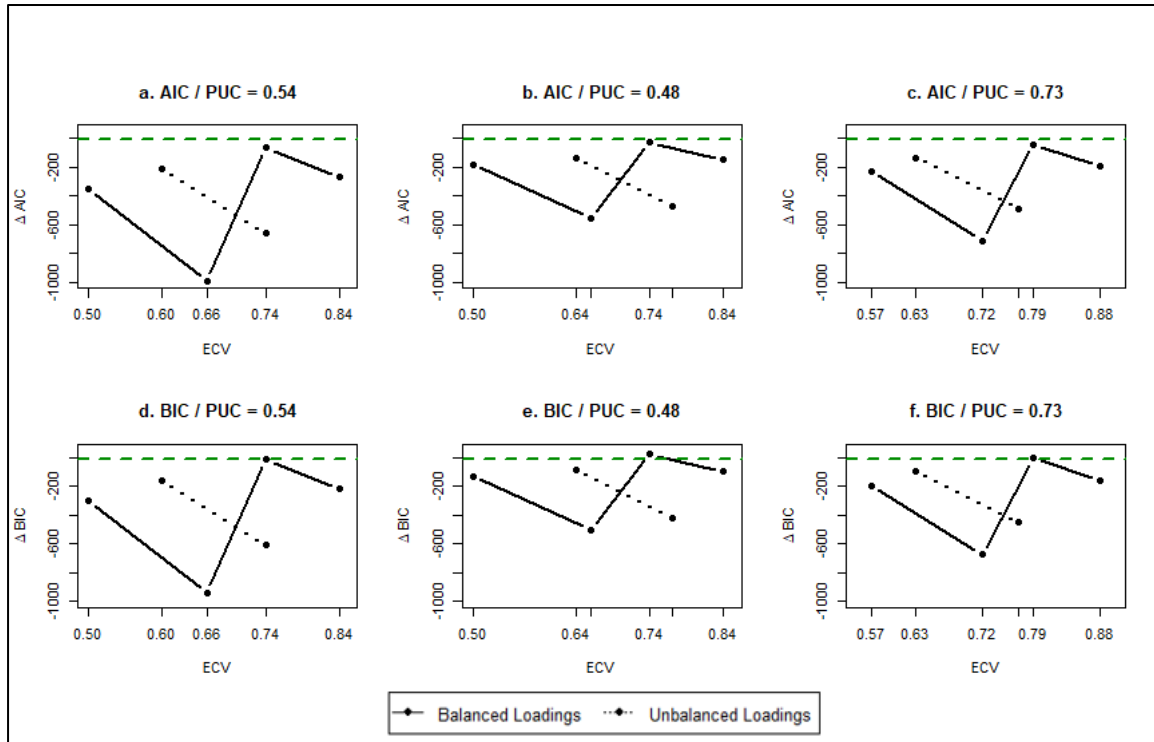 a. AIC / PUC = 0.54
b. AIC / PUC = 0.48
c. AIC / PUC = 0.73
Δ AIC
-200
-600
-1000
0.50 0.60 0.66 0.74 0.84
ECV
Δ AIC
-200
-600
-1000
0.50 0.64 0.74 0.84
ECV
Δ AIC
-200
-600
-1000
0.57 0.63 0.72 0.79 0.88
ECV
d. BIC / PUC = 0.54
e. BIC / PUC = 0.48
f. BIC / PUC = 0.73
Δ BIC
-200
-600
-1000
0.50 0.60 0.66 0.74 0.84
ECV
Δ BIC
-200
-600
-1000
0.50 0.64 0.74 0.84
ECV
Δ BIC
-200
-600
-1000
0.57 0.63 0.72 0.79 0.88
ECV
Balanced Loadings Unbalanced Loadings